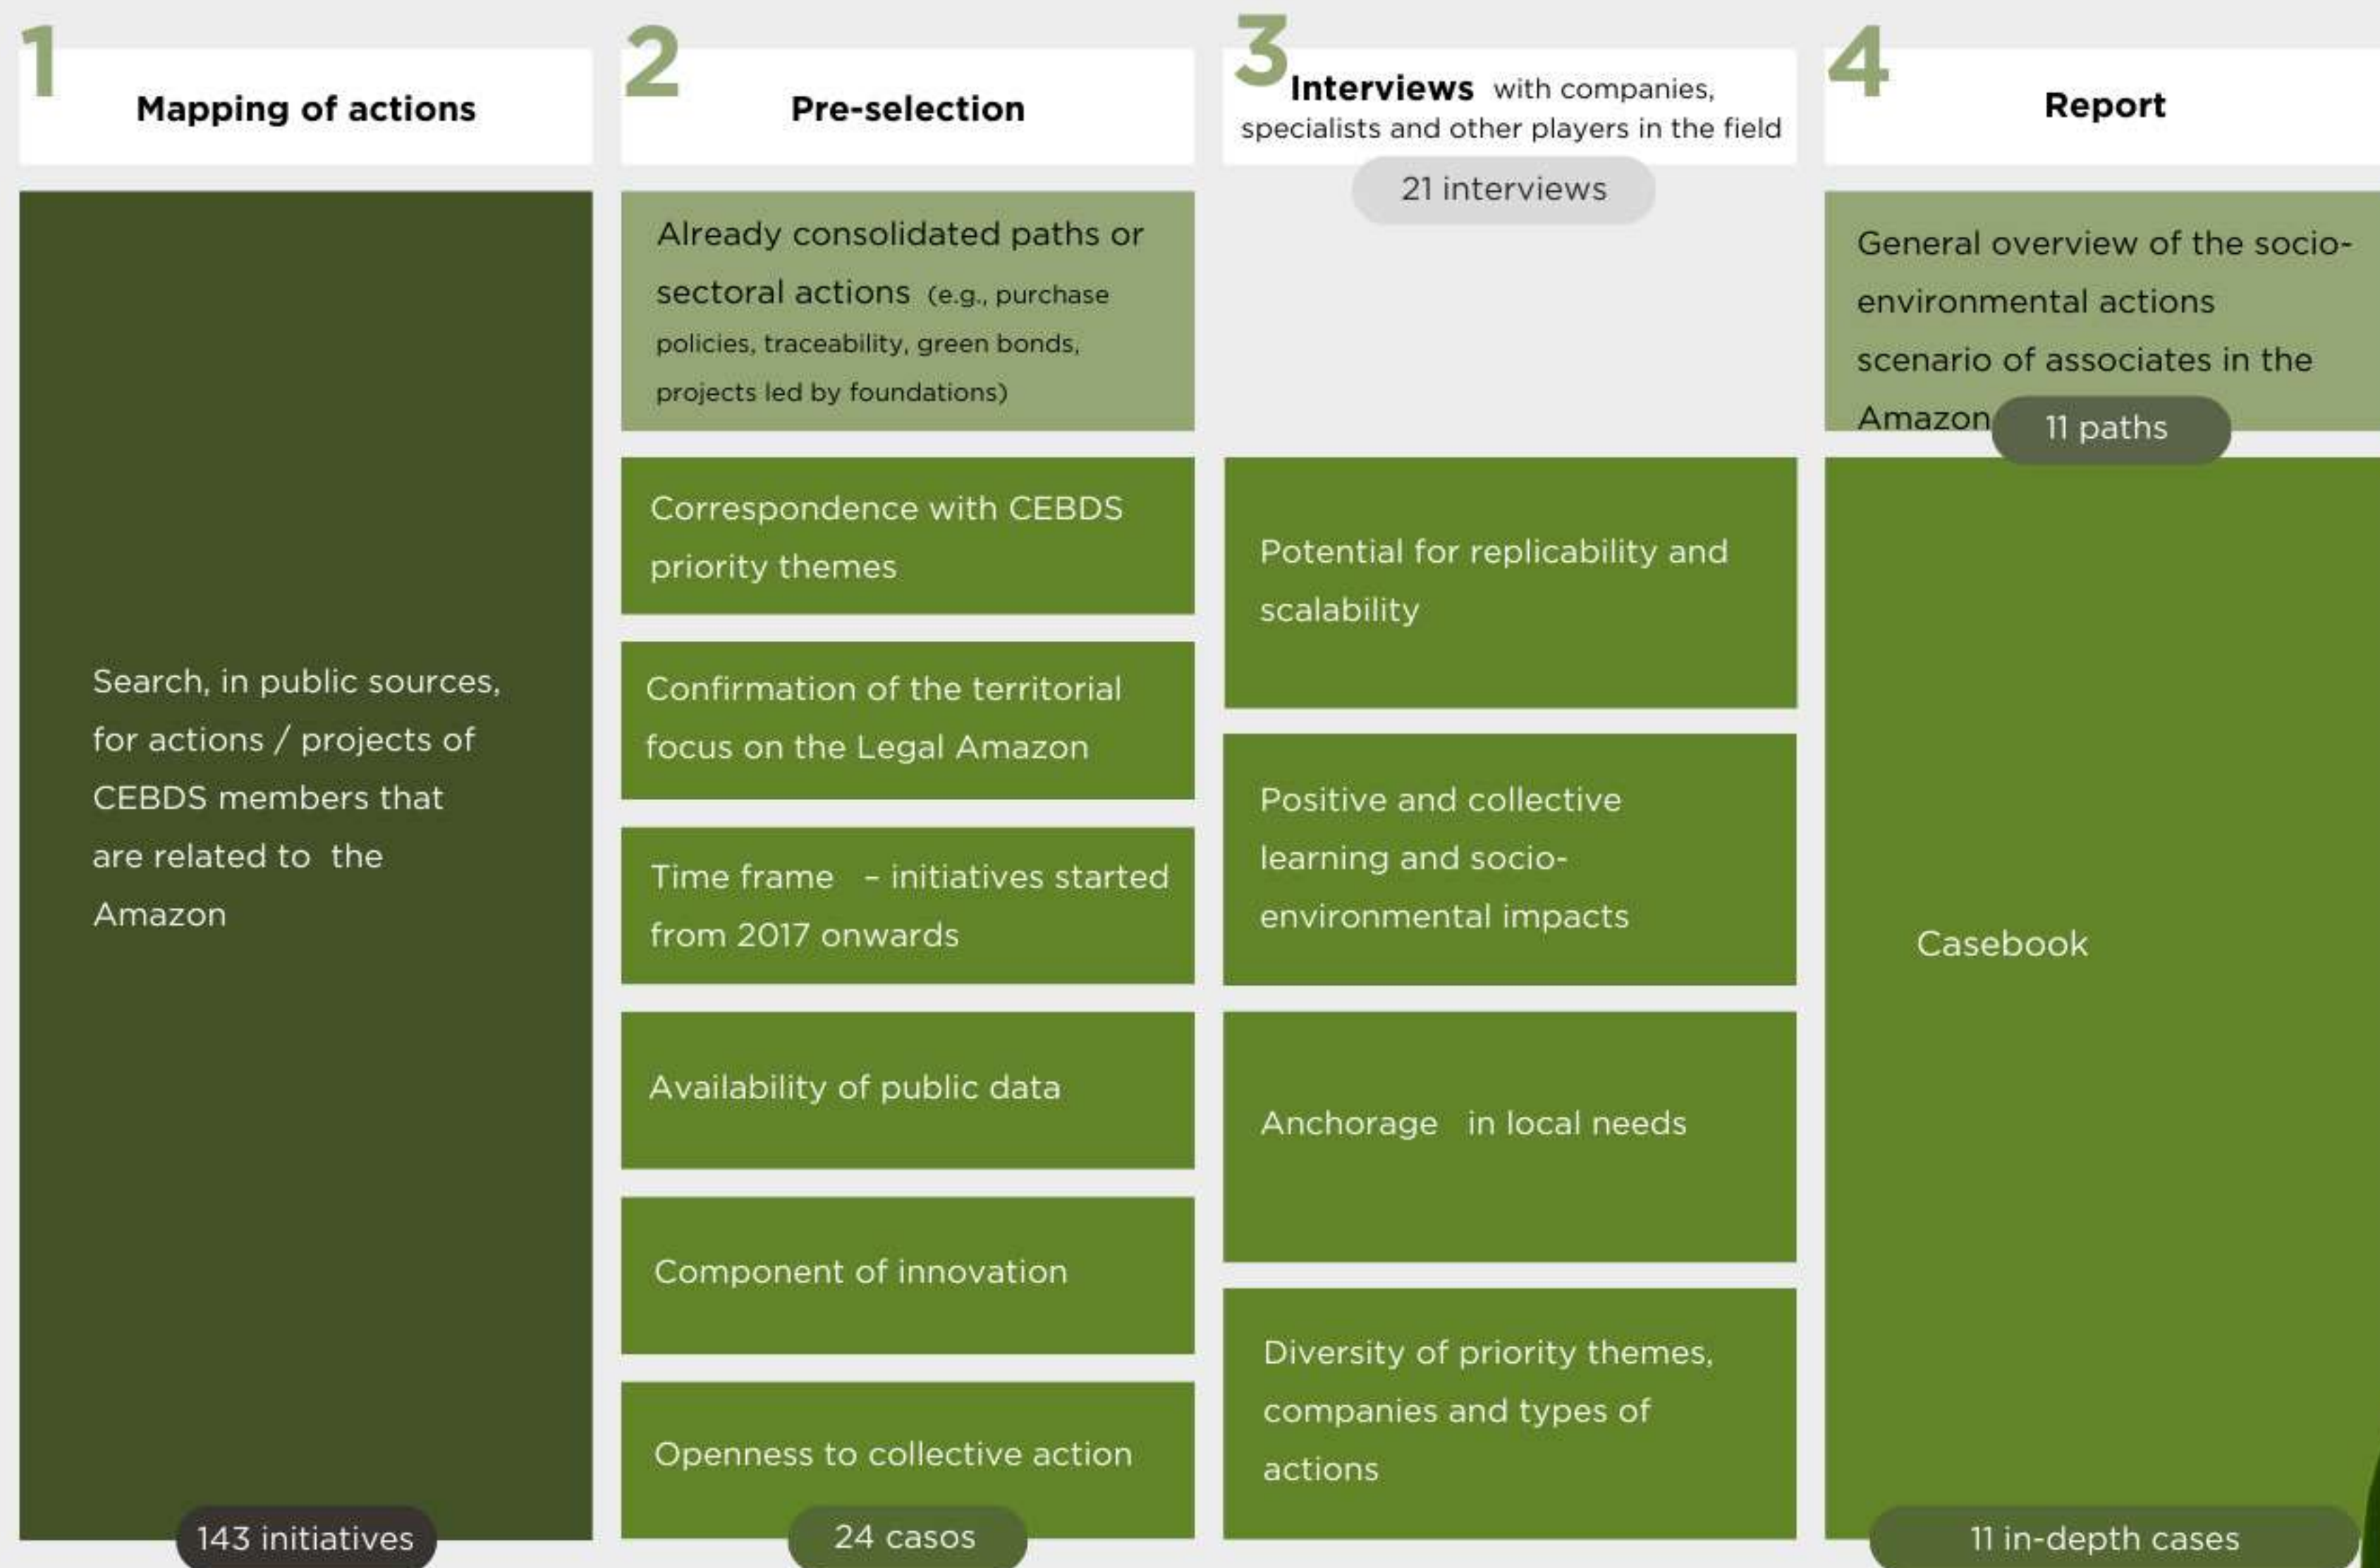 1
Mapping of actions
Search, in public sources,
for actions / projects of
CEBDS members that
are related to the
Amazon
143 initiatives
2
Pre-selection
Already consolidated paths or
sectoral actions (e.g., purchase
policies, traceability, green bonds,
projects led by foundations)
Correspondence with CEBDS
priority themes
Confirmation of the territorial
focus on the Legal Amazon
Time frame – initiatives started
from 2017 onwards
Availability of public data
Component of innovation
Openness to collective action
24 casos
3
Interviews with companies,
specialists and other players in the field
21 interviews
Potential for replicability and
scalability
Positive and collective
learning and socio-
environmental impacts
Anchorage in local needs
Diversity of priority themes,
companies and types of
actions
4
Report
General overview of the socio-
environmental actions
scenario of associates in the
Amazon
11 paths
Casebook
11 in-depth cases